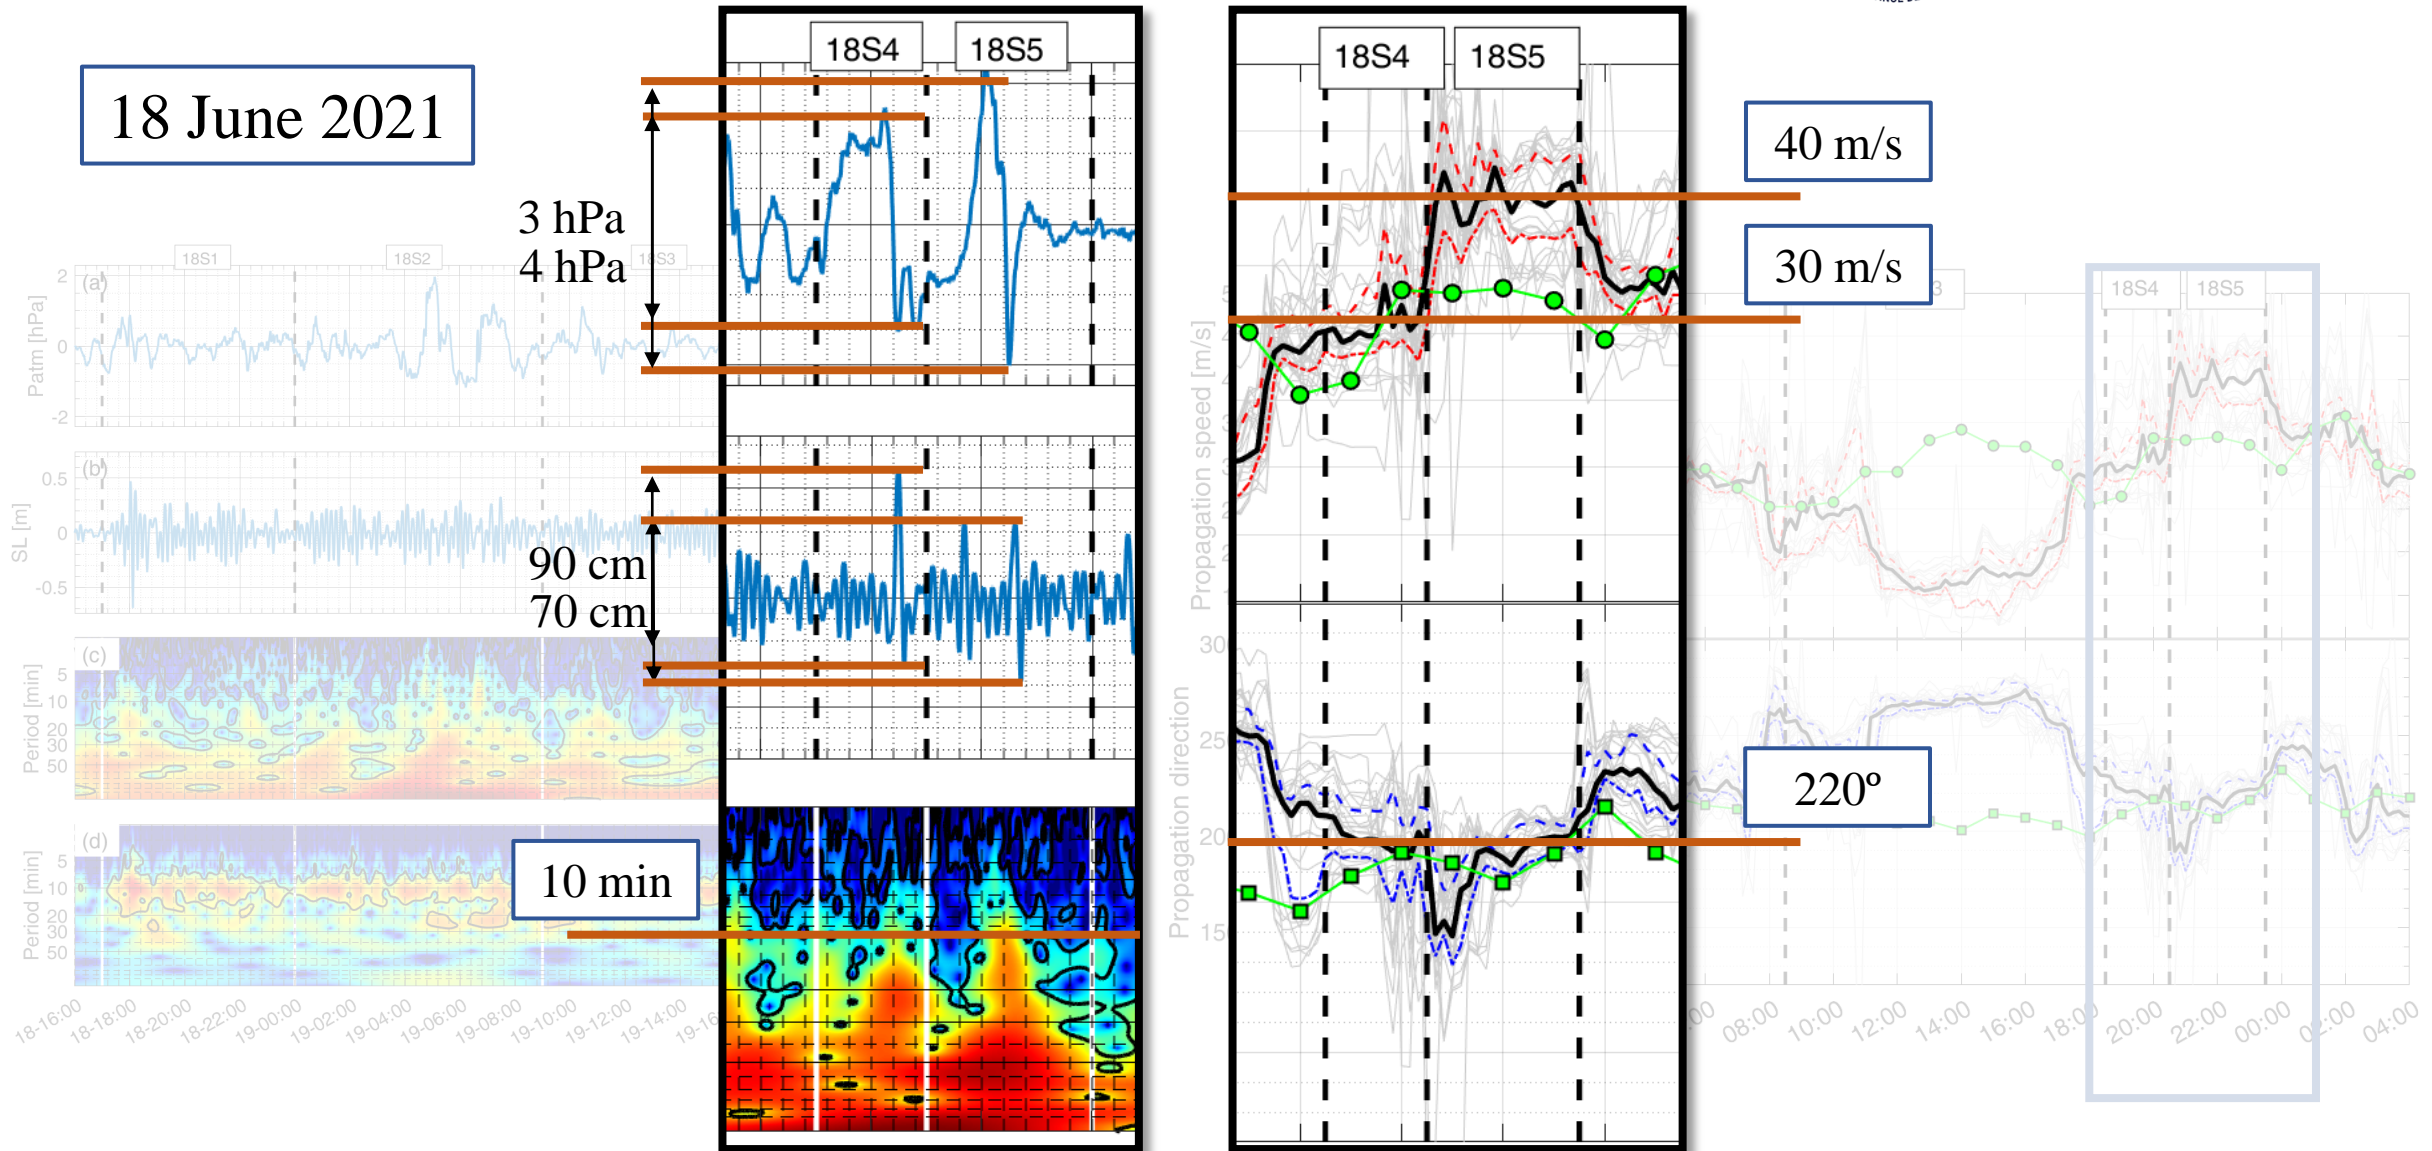 18 June 2021
18S4
18S5
3 hPa
4 hPa
90 cm
70 cm
10 min
18S4
18S5
40 m/s
30 m/s
220º
18S1
18S2
18S3
(a)
Patm [hPa]
2
0
-2
(b)
SL [m]
0.5
0
-0.5
(c)
Period [min]
5
10
20
30
50
(d)
Period [min]
5
10
20
30
50
18-16:00
18-18:00
18-20:00
18-22:00
19-00:00
19-02:00
19-04:00
19-06:00
19-08:00
19-10:00
19-12:00
19-14:00
Propagation speed [m/s]
Propagation direction
18S4
18S5
08:00
10:00
12:00
14:00
16:00
18:00
20:00
22:00
00:00
02:00
04:00